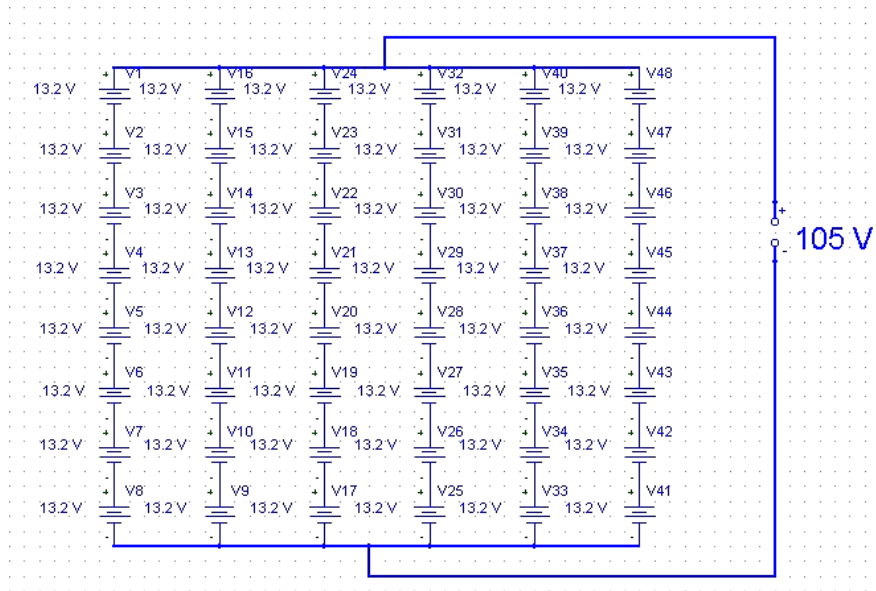 V1 V16 V24 V32 V40 V48
13.2 V 13.2 V 13.2 V 13.2 V 13.2 V 13.2 V
V2 V15 V23 V31 V39 V47
13.2 V 13.2 V 13.2 V 13.2 V 13.2 V 13.2 V
V3 V14 V22 V30 V38 V46
13.2 V 13.2 V 13.2 V 13.2 V 13.2 V 13.2 V
+
105 V
-
V4 V13 V21 V29 V37 V45
13.2 V 13.2 V 13.2 V 13.2 V 13.2 V 13.2 V
V5 V12 V20 V28 V36 V44
13.2 V 13.2 V 13.2 V 13.2 V 13.2 V 13.2 V
V6 V11 V19 V27 V35 V43
13.2 V 13.2 V 13.2 V 13.2 V 13.2 V 13.2 V
V7 V10 V18 V26 V34 V42
13.2 V 13.2 V 13.2 V 13.2 V 13.2 V 13.2 V
V8 V9 V17 V25 V33 V41
13.2 V 13.2 V 13.2 V 13.2 V 13.2 V 13.2 V